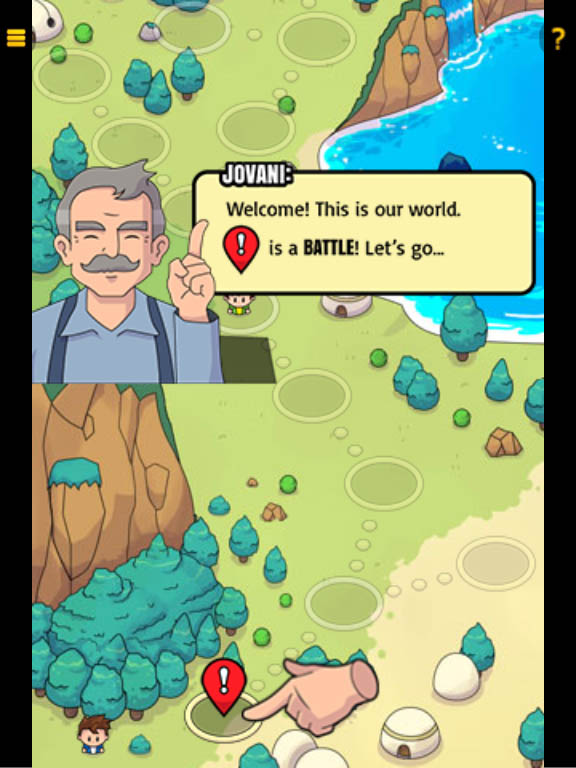 ?
JOVANI:
Welcome! This is our world.
! is a BATTLE! Let's go...
!